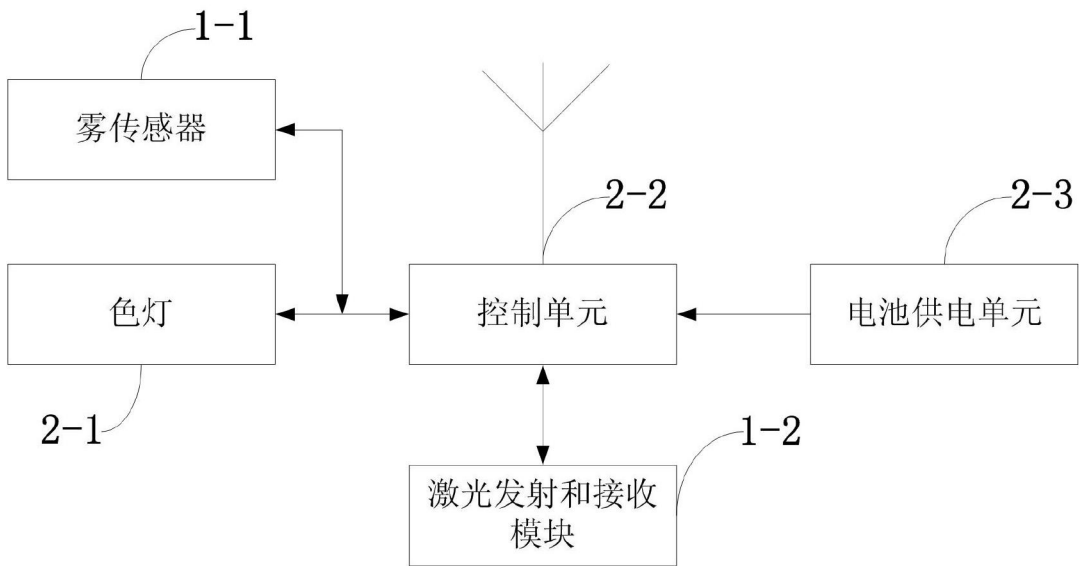 1-1
雾传感器
2-2
2-3
色灯
控制单元
电池供电单元
2-1
1-2
激光发射和接收
模块